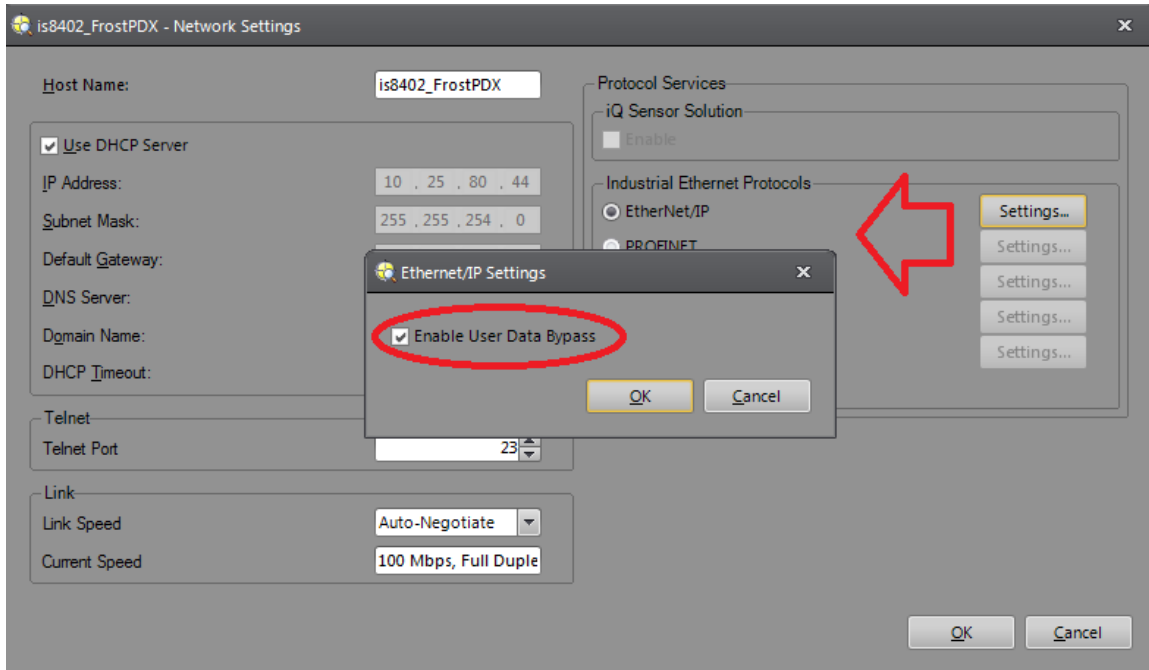 is8402_FrostPDX - Network Settings
Host Name:
is8402_FrostPDX
Use DHCP Server
IP Address:
10 . 25 . 80 . 44
Subnet Mask:
255 . 255 . 254 . 0
Default Gateway:
DNS Server:
Domain Name:
DHCP Timeout:
Telnet
Telnet Port
23
Link
Link Speed
Auto-Negotiate
Current Speed
100 Mbps, Full Duple
Protocol Services
iQ Sensor Solution
Enable
Industrial Ethernet Protocols
EtherNet/IP
Settings...
PROFINET
Settings...
Settings...
Settings...
Settings...
Ethernet/IP Settings
Enable User Data Bypass
OK
Cancel
OK
Cancel